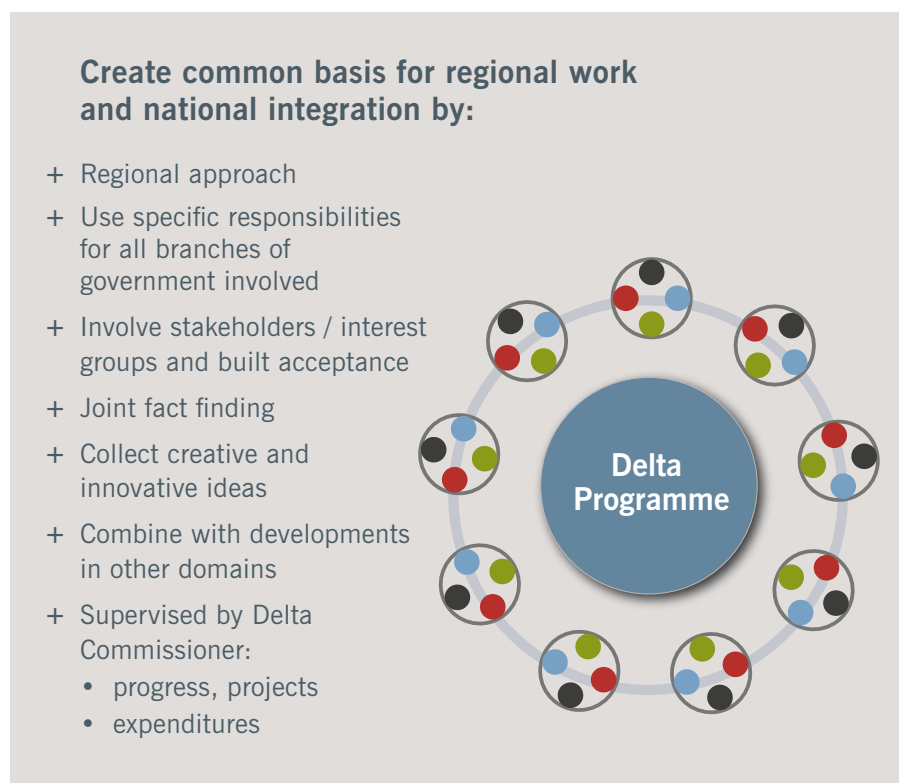 Create common basis for regional work
and national integration by:
+ Regional approach
+ Use specific responsibilities
for all branches of
government involved
+ Involve stakeholders / interest
groups and built acceptance
+ Joint fact finding
+ Collect creative and
innovative ideas
+ Combine with developments
in other domains
+ Supervised by Delta
Commissioner:
• progress, projects
• expenditures
Delta
Programme